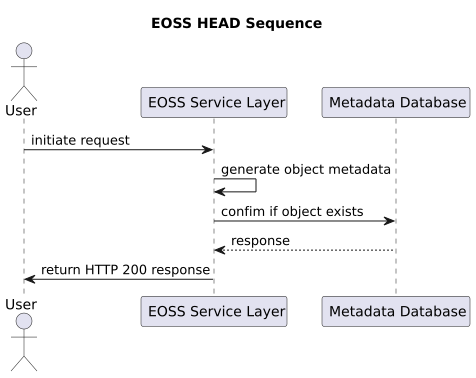 EOSS HEAD Sequence
User
EOSS Service Layer
Metadata Database
initiate request
generate object metadata
confim if object exists
response
return HTTP 200 response
User
EOSS Service Layer
Metadata Database